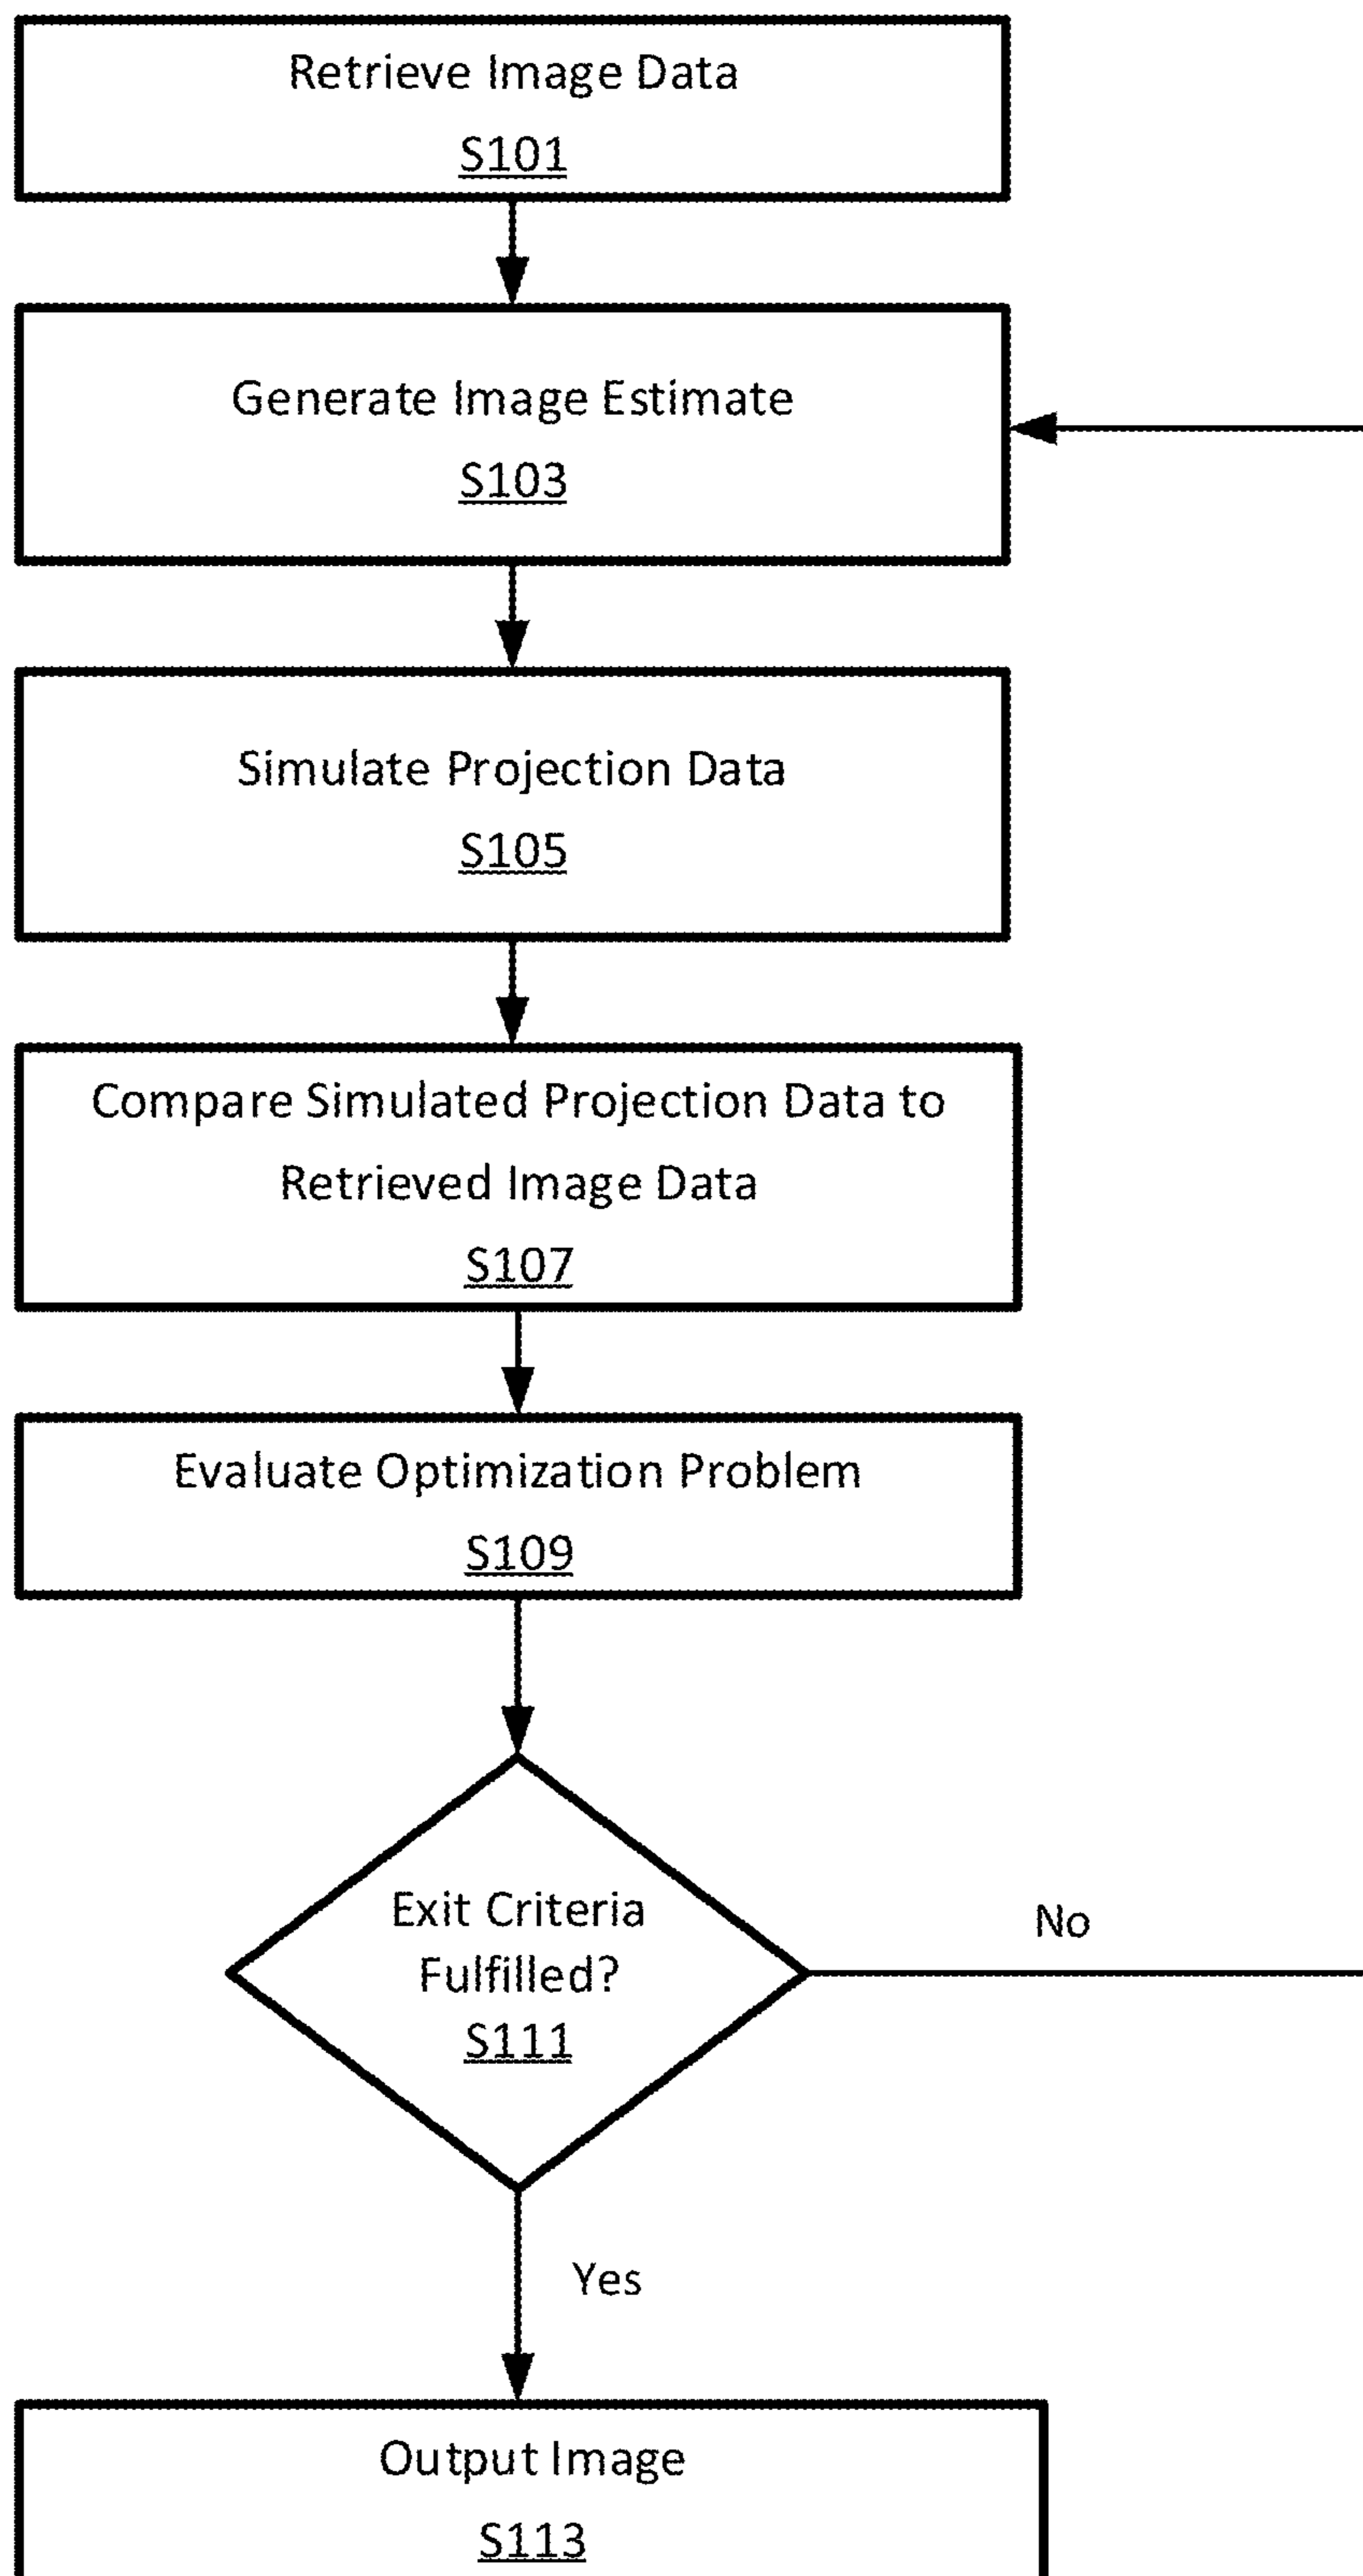 Retrieve Image Data
S101
Generate Image Estimate
S103
Simulate Projection Data
S105
Compare Simulated Projection Data to
Retrieved Image Data
S107
Evaluate Optimization Problem
S109
Exit Criteria
Fulfilled?
S111
No
Yes
Output Image
S113